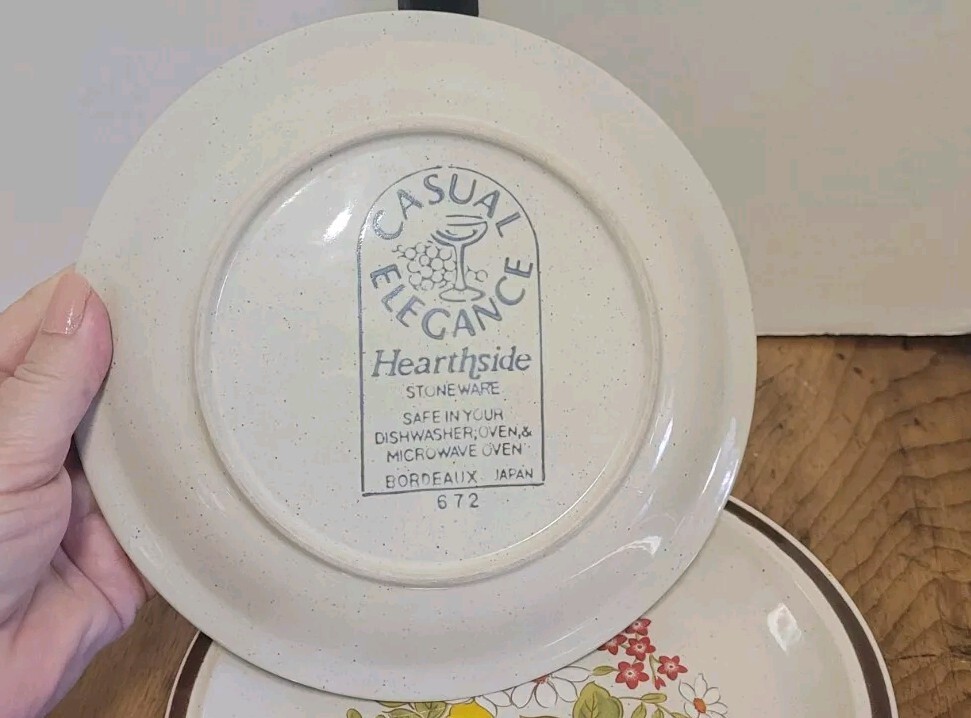 CASUAL
ELEGANCE
Hearthside
STONEWARE
SAFE IN YOUR
DISHWASHER, OVEN, &
MICROWAVE OVEN
BORDEAUX JAPAN
672